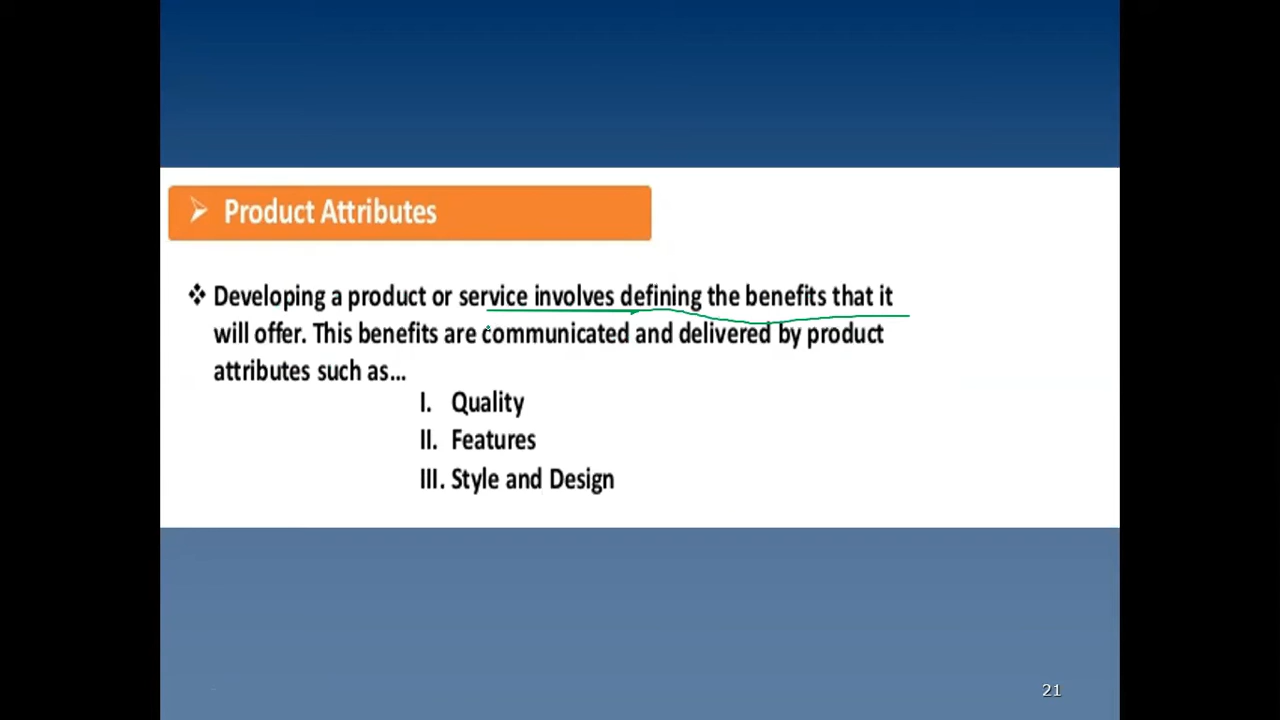 Product Attributes
Developing a product or service involves defining the benefits that it
will offer. This benefits are communicated and delivered by product
attributes such as...
I. Quality
II. Features
III. Style and Design
21